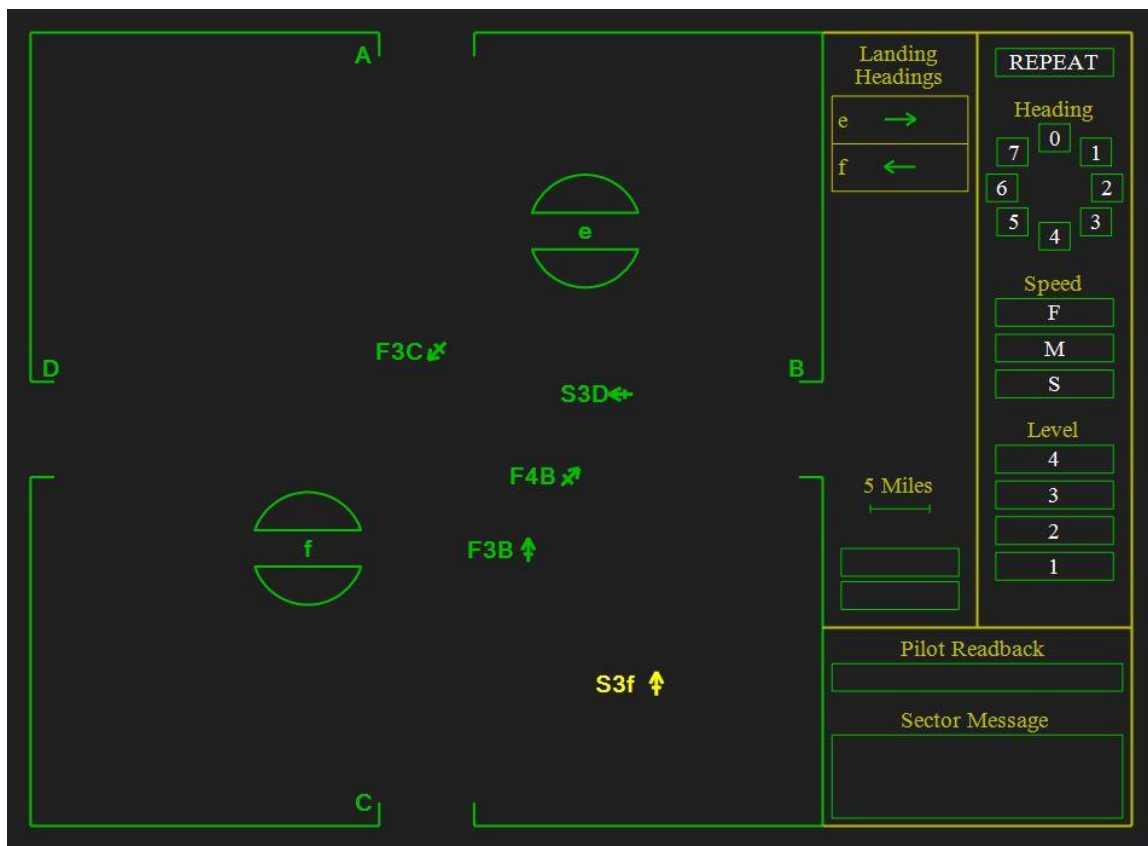 A
D
B
C
e
f
F3C
S3D
F4B
F3B
S3f
Landing
Headings
e
f
5 Miles
REPEAT
Heading
0
7 1
6 2
5 3
4
Speed
F
M
S
Level
4
3
2
1
Pilot Readback
Sector Message